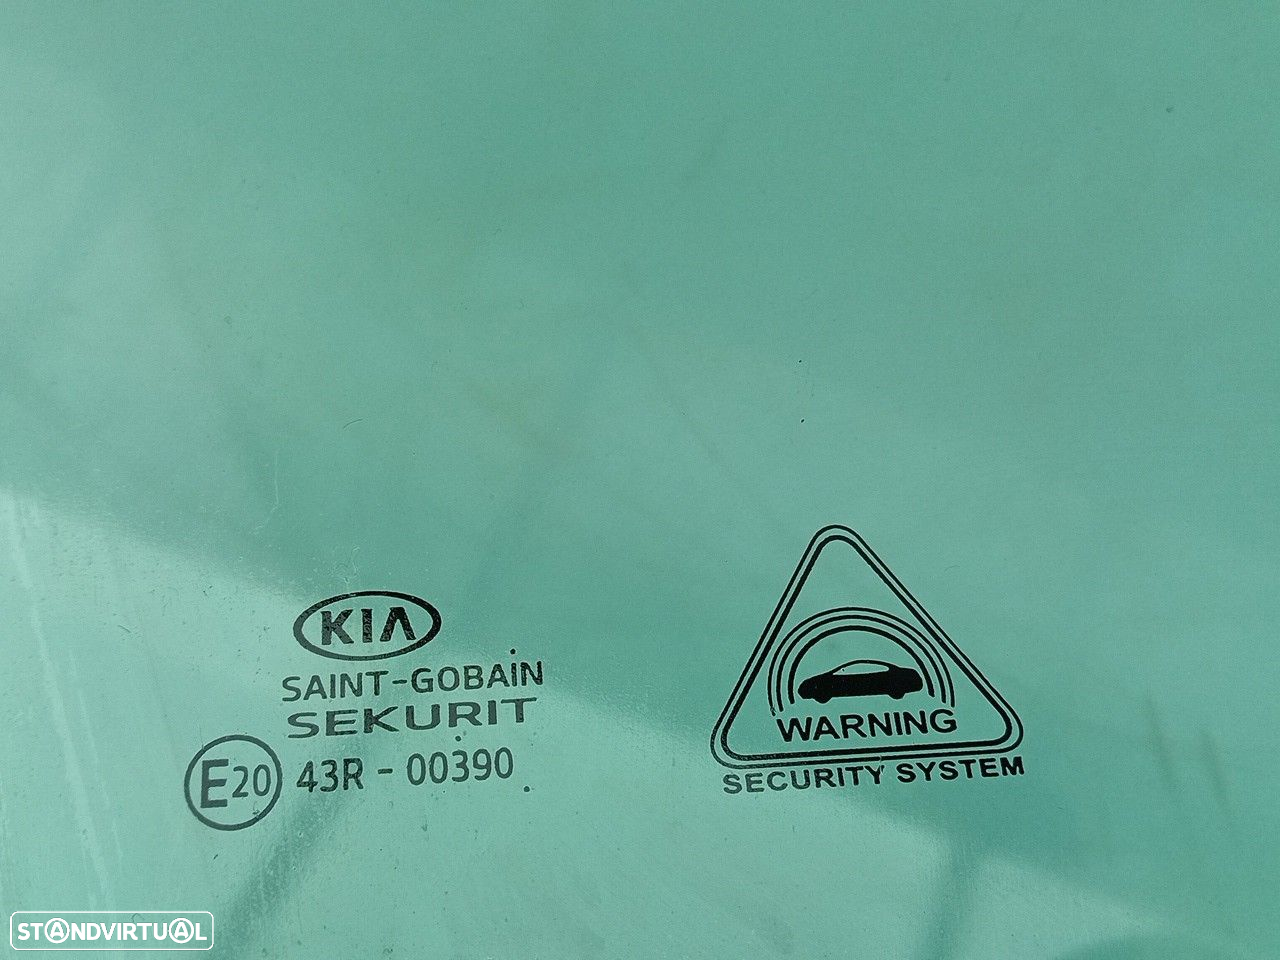 KIA
SAINT-GOBAIN
SEKURIT
E20 43R - 00390
WARNING
SECURITY SYSTEM
STANDVIRTUAL